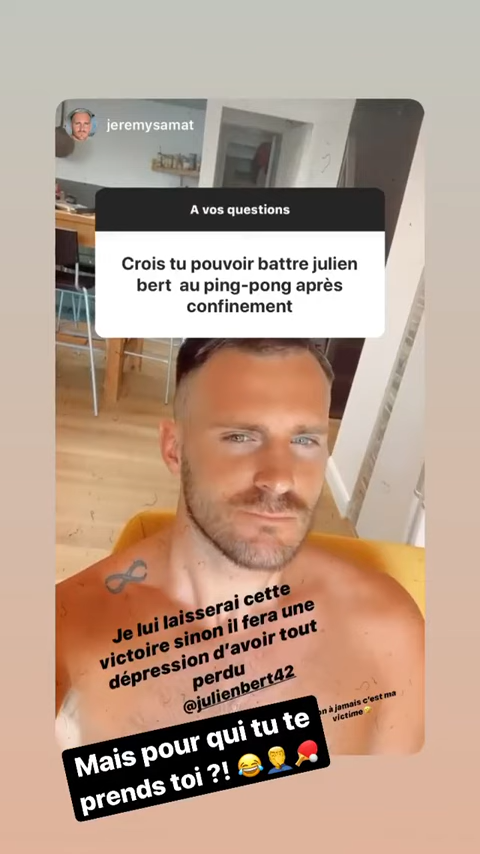 jeremysamat
A vos questions
Crois tu pouvoir battre julien
bert au ping-pong après
confinement
Je lui laisserai cette
victoire sinon il fera une
dépression d'avoir tout
perdu
@julienbert42
à jamais c'est ma
victime🤣
Mais pour qui tu te
prends toi ?! 😂🤦‍♂️🏓